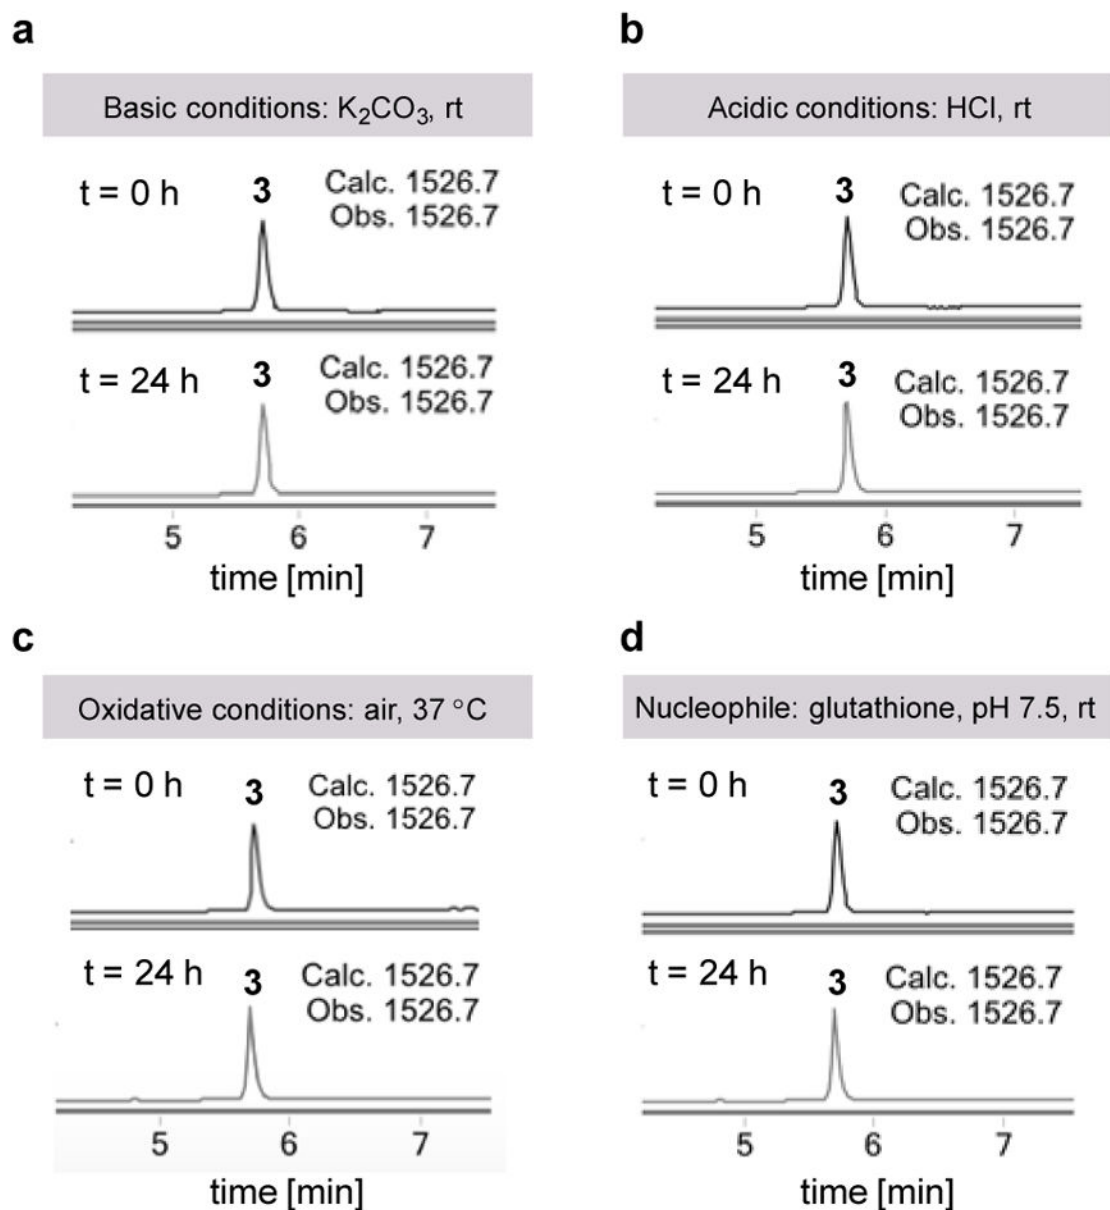 a
Basic conditions: K₂CO₃, rt
t = 0 h
3
Calc. 1526.7
Obs. 1526.7
t = 24 h
3
Calc. 1526.7
Obs. 1526.7
5 6 7
time [min]
b
Acidic conditions: HCl, rt
t = 0 h
3
Calc. 1526.7
Obs. 1526.7
t = 24 h
3
Calc. 1526.7
Obs. 1526.7
5 6 7
time [min]
c
Oxidative conditions: air, 37 °C
t = 0 h
3
Calc. 1526.7
Obs. 1526.7
t = 24 h
3
Calc. 1526.7
Obs. 1526.7
5 6 7
time [min]
d
Nucleophile: glutathione, pH 7.5, rt
t = 0 h
3
Calc. 1526.7
Obs. 1526.7
t = 24 h
3
Calc. 1526.7
Obs. 1526.7
5 6 7
time [min]